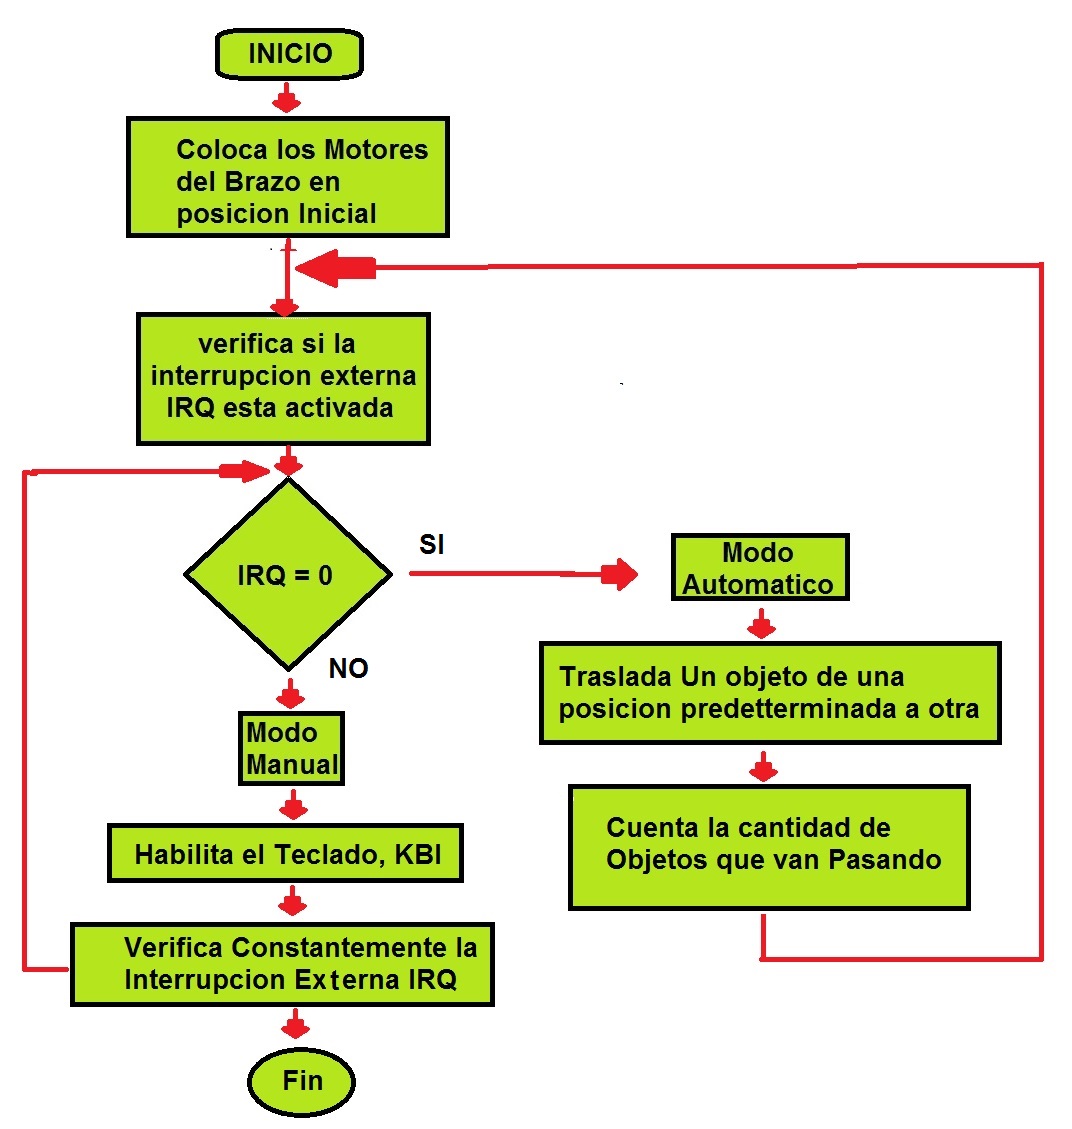 INICIO
Coloca los Motores
del Brazo en
posicion Inicial
verifica si la
interrupcion externa
IRQ esta activada
IRQ = 0
SI
NO
Modo
Automatico
Traslada Un objeto de una
posicion predetterminada a otra
Cuenta la cantidad de
Objetos que van Pasando
Modo
Manual
Habilita el Teclado, KBI
Verifica Constantemente la
Interrupcion Externa IRQ
Fin